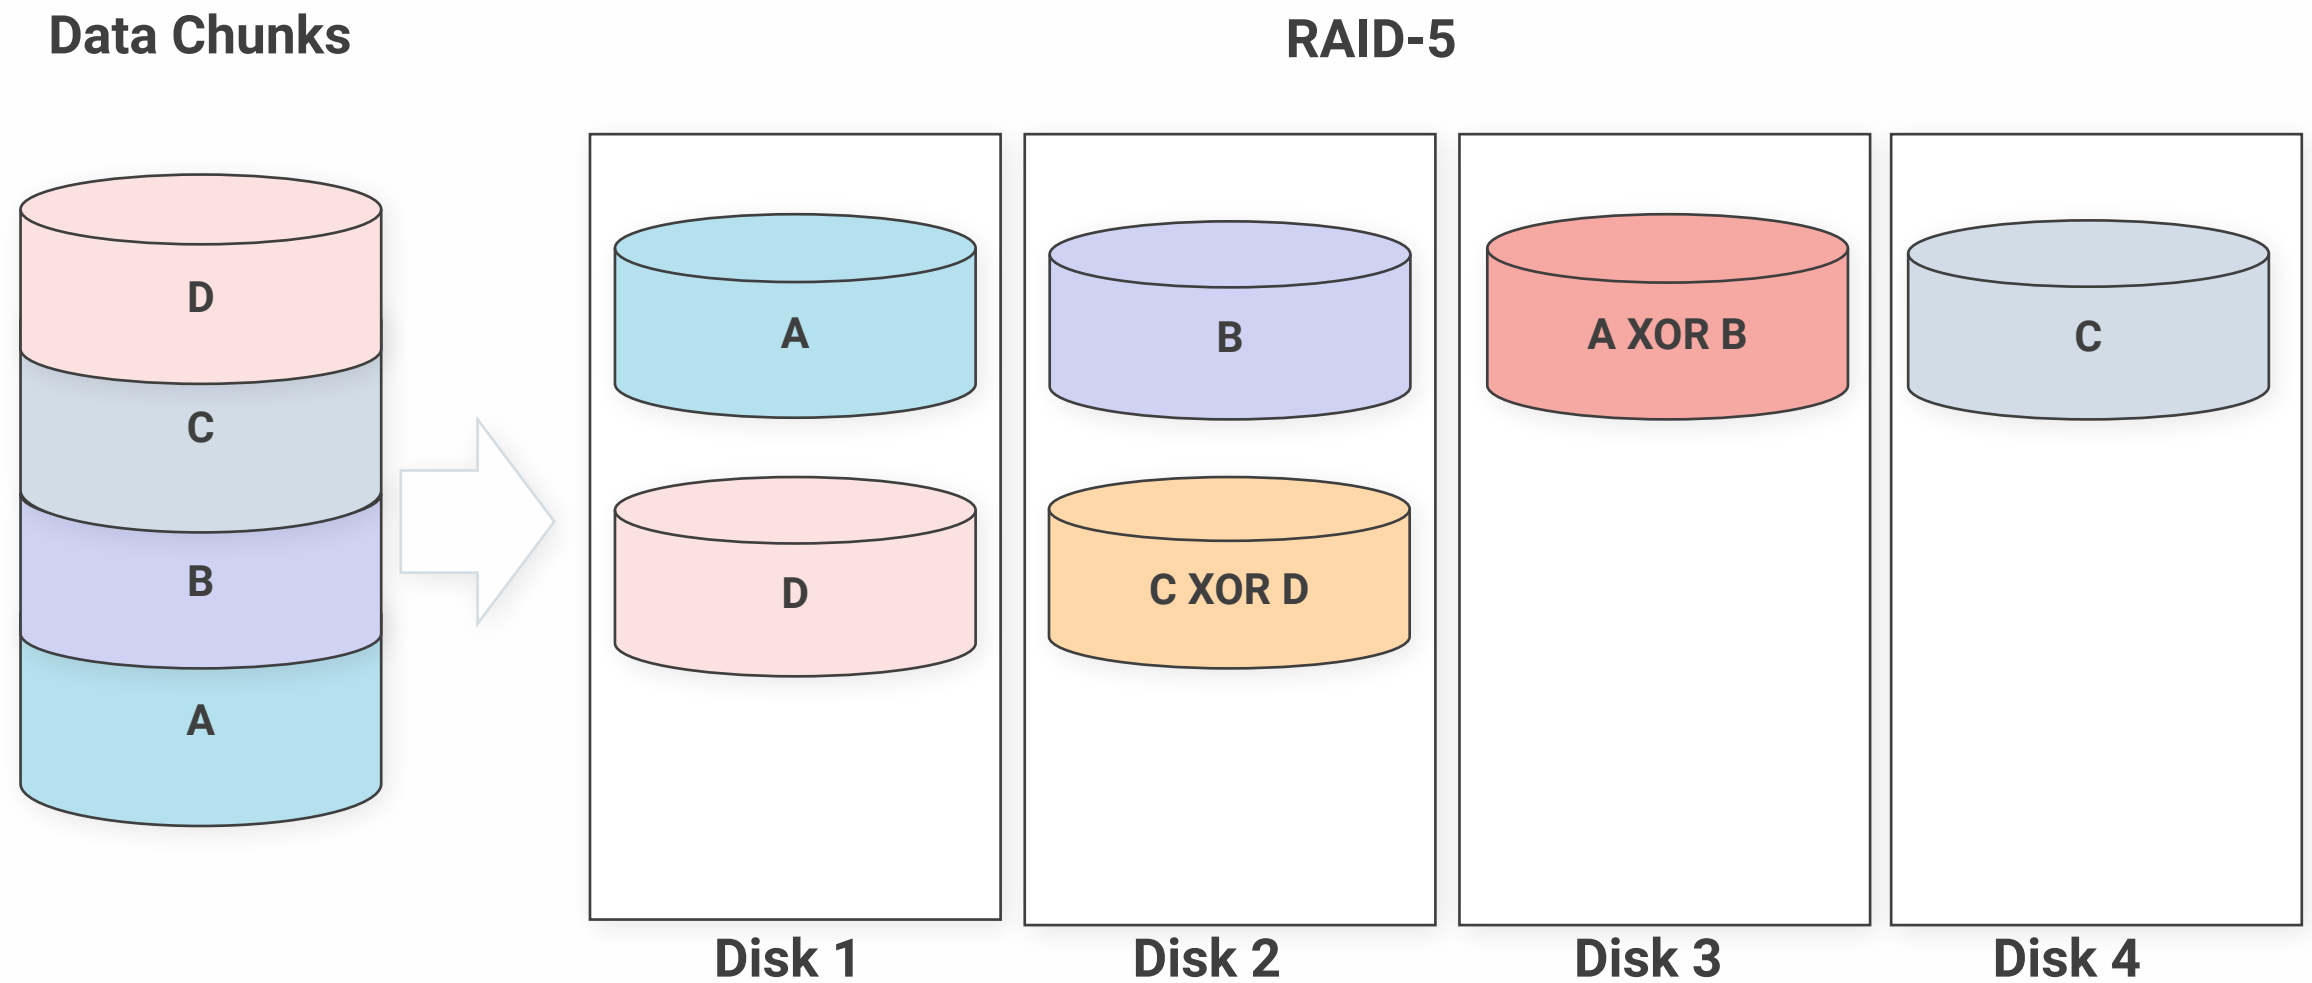 Data Chunks
RAID-5
D
C
B
A
A
B
A XOR B
C
D
C XOR D
Disk 1
Disk 2
Disk 3
Disk 4